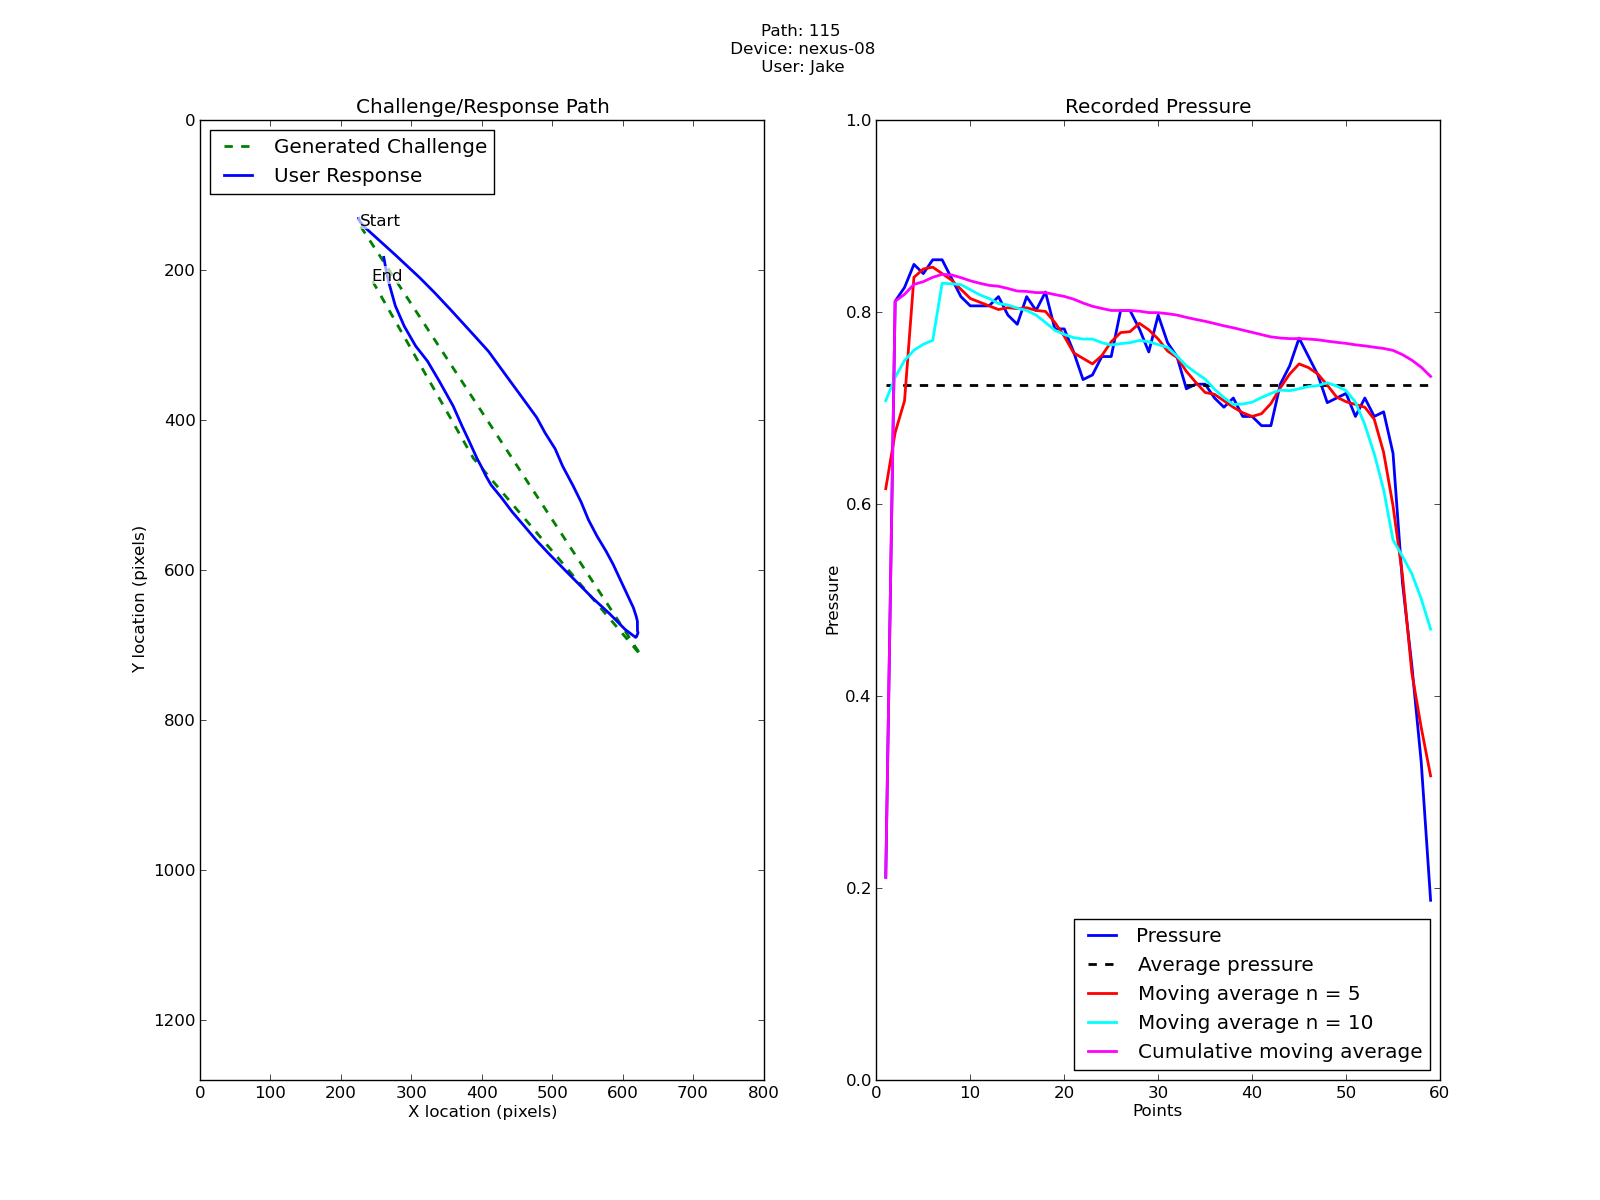 Path: 115
Device: nexus-08
User: Jake
Challenge/Response Path
Generated Challenge
User Response
Start
End
0
200
400
600
800
1000
1200
Y location (pixels)
0 100 200 300 400 500 600 700 800
X location (pixels)
Recorded Pressure
1.0
0.8
0.6
0.4
0.2
0.0
Pressure
Pressure
Average pressure
Moving average n = 5
Moving average n = 10
Cumulative moving average
0 10 20 30 40 50 60
Points